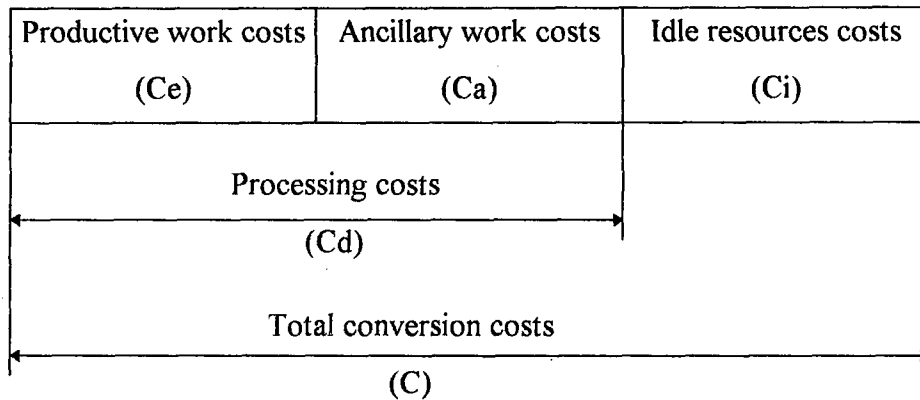 Productive work costs
(Ce)
Ancillary work costs
(Ca)
Idle resources costs
(Ci)
Processing costs
(Cd)
Total conversion costs
(C)